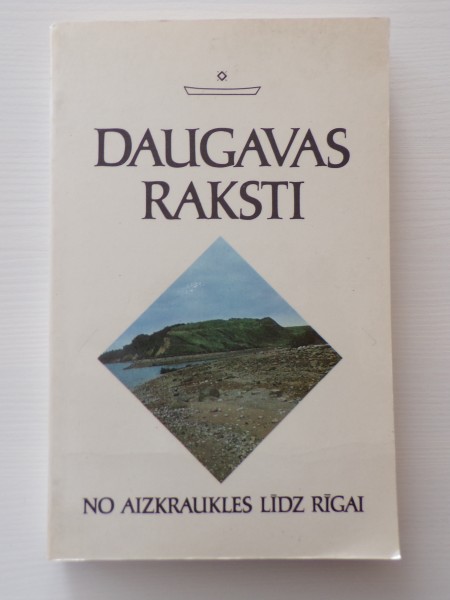 DAUGAVAS
RAKSTI
NO AIZKRAUKLES LĪDZ RĪGAI